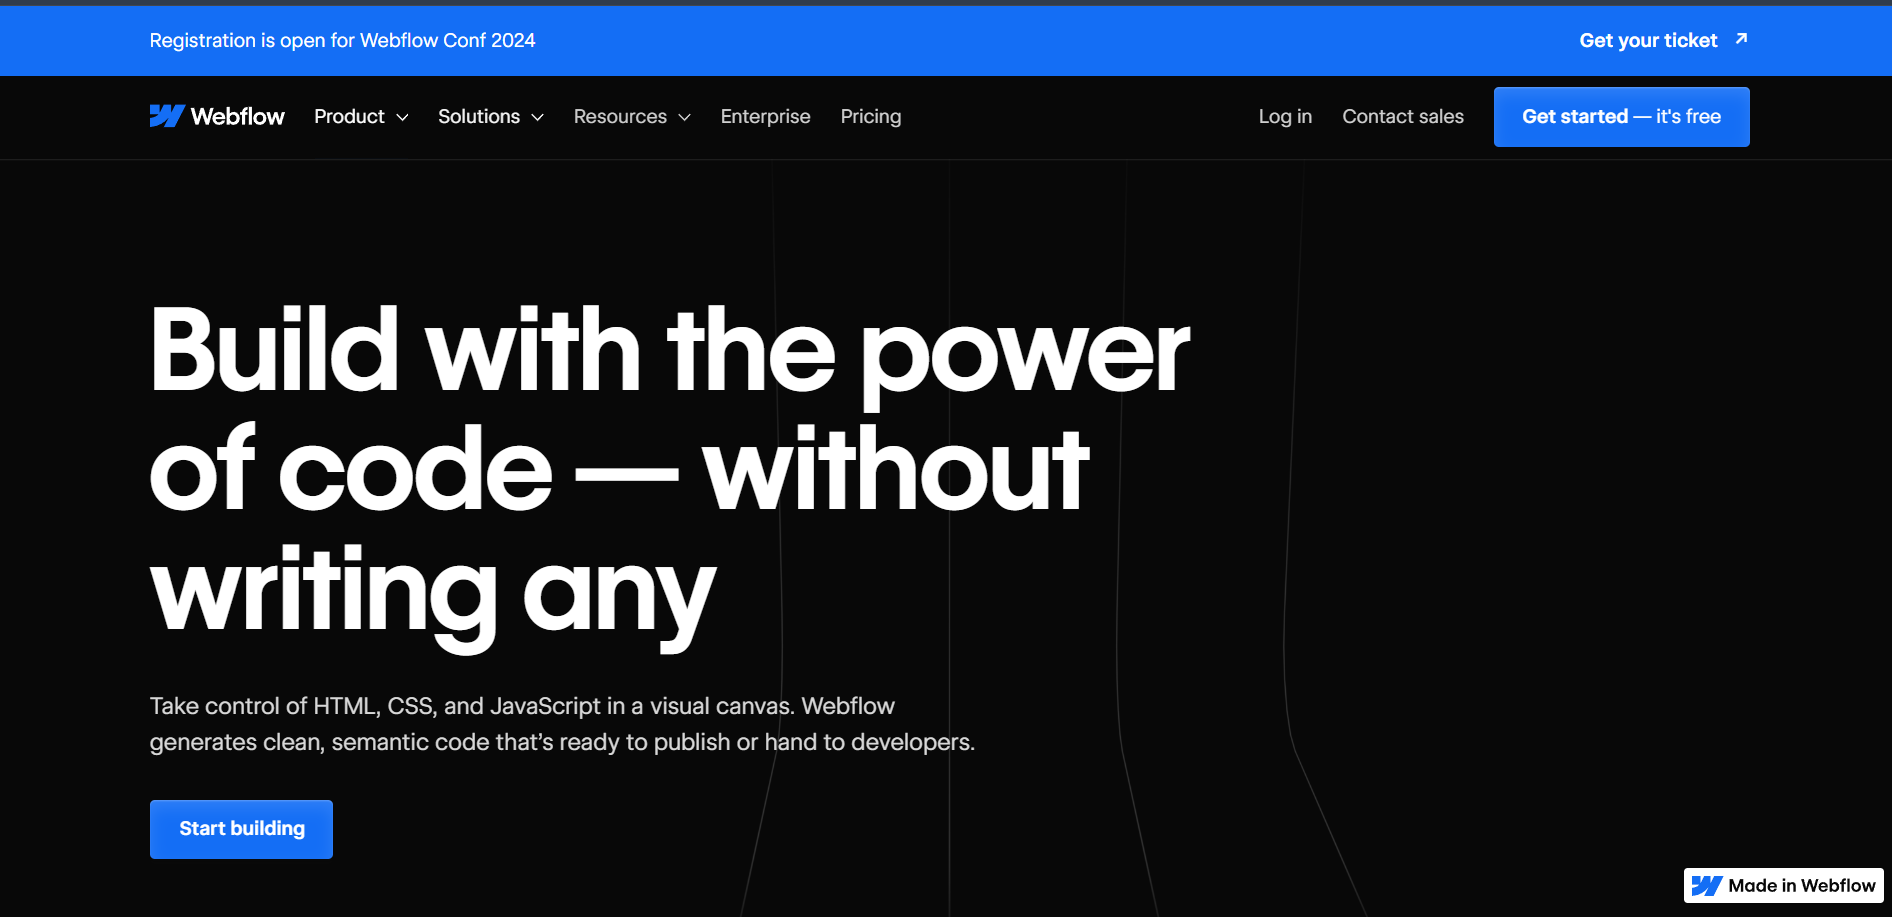 Registration is open for Webflow Conf 2024
Get your ticket
Webflow
Product
Solutions
Resources
Enterprise
Pricing
Log in
Contact sales
Get started — it's free
Build with the power
of code — without
writing any
Take control of HTML, CSS, and JavaScript in a visual canvas. Webflow
generates clean, semantic code that’s ready to publish or hand to developers.
Start building
Made in Webflow